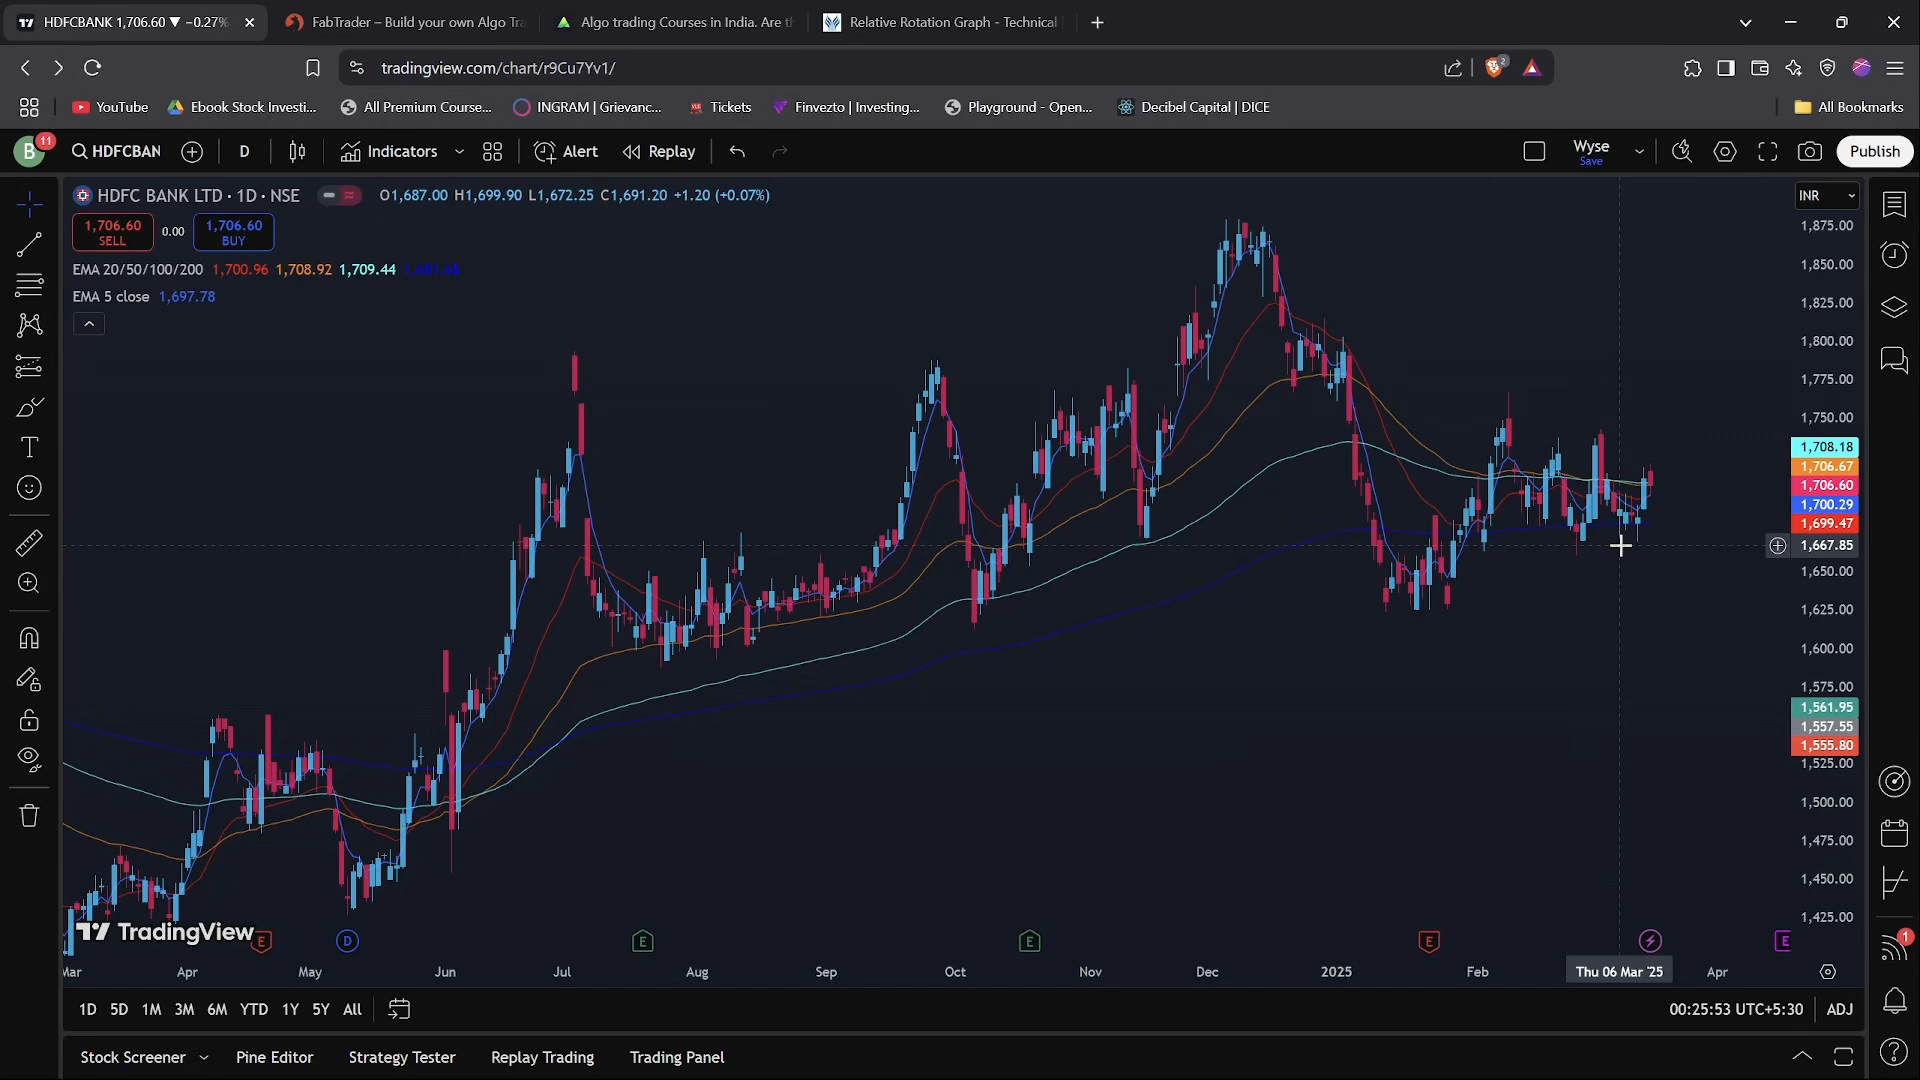 HDFCBANK 1,706.60 ▼ −0.27%
FabTrader – Build your own Algo Tra
Algo trading Courses in India. Are th
Relative Rotation Graph - Technical
tradingview.com/chart/r9Cu7Yv1/
2
YouTube
Ebook Stock Investi...
All Premium Course...
INGRAM | Grievanc...
Tickets
Finvezto | Investing...
Playground - Open...
Decibel Capital | DICE
All Bookmarks
B
11
HDFCBAN
D
Indicators
Alert
Replay
Wyse
Save
Publish
HDFC BANK LTD · 1D · NSE
O1,687.00 H1,699.90 L1,672.25 C1,691.20 +1.20 (+0.07%)
INR
1,706.60
SELL
0.00
1,706.60
BUY
EMA 20/50/100/200 1,700.96 1,708.92 1,709.44
EMA 5 close 1,697.78
1,875.00
1,850.00
1,825.00
1,800.00
1,775.00
1,750.00
1,708.18
1,706.67
1,706.60
1,700.29
1,699.47
1,667.85
1,650.00
1,625.00
1,600.00
1,575.00
1,561.95
1,557.55
1,555.80
1,525.00
1,500.00
1,475.00
1,450.00
1,425.00
TradingView
E
D
E
E
E
E
1
Mar
Apr
May
Jun
Jul
Aug
Sep
Oct
Nov
Dec
2025
Feb
Thu 06 Mar '25
Apr
1D 5D 1M 3M 6M YTD 1Y 5Y All
00:25:53 UTC+5:30
ADJ
Stock Screener
Pine Editor
Strategy Tester
Replay Trading
Trading Panel